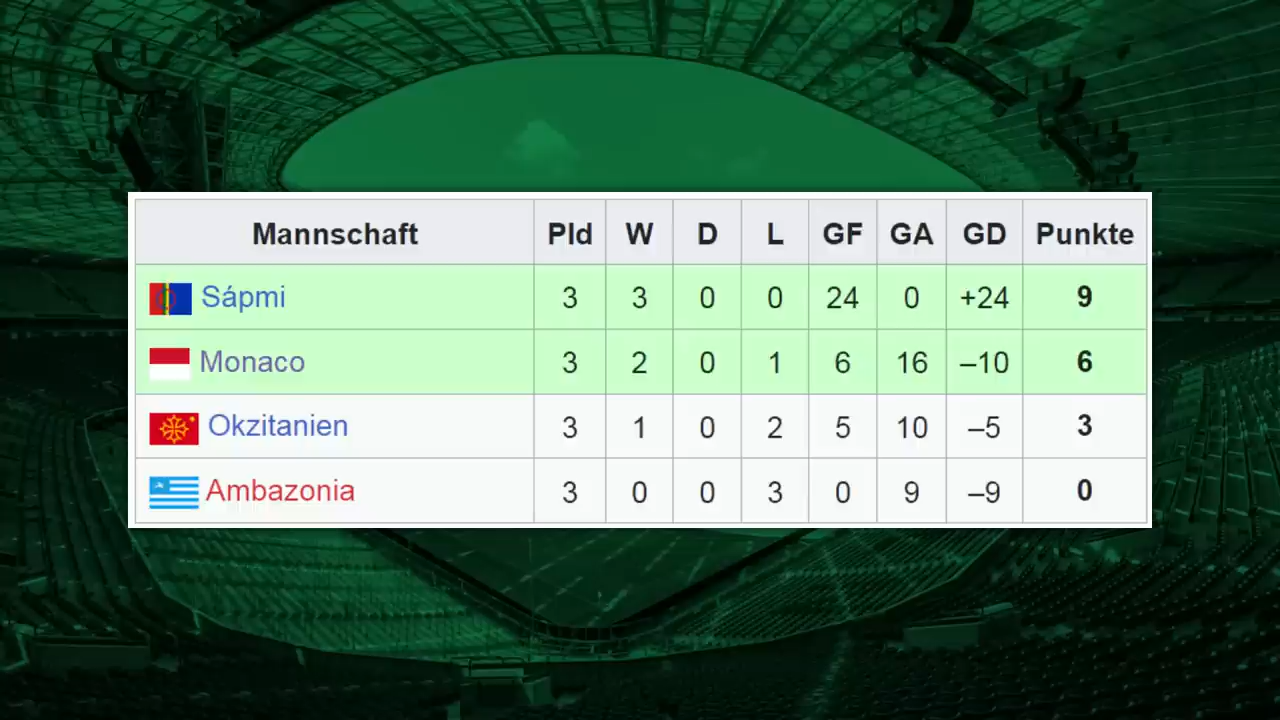 Mannschaft Pld W D L GF GA GD Punkte
Sápmi 3 3 0 0 24 0 +24 9
Monaco 3 2 0 1 6 16 –10 6
Okzitanien 3 1 0 2 5 10 –5 3
Ambazonia 3 0 0 3 0 9 –9 0